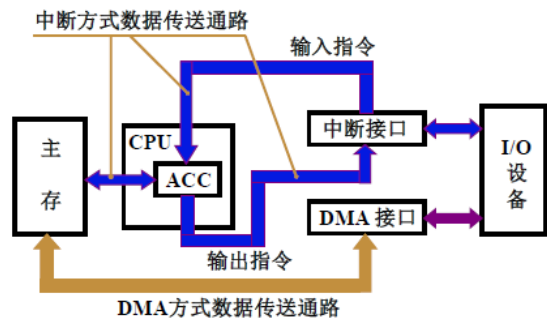 中断方式数据传送通路
输入指令
主存
CPU
ACC
中断接口
I/O
设备
DMA 接口
输出指令
DMA方式数据传送通路